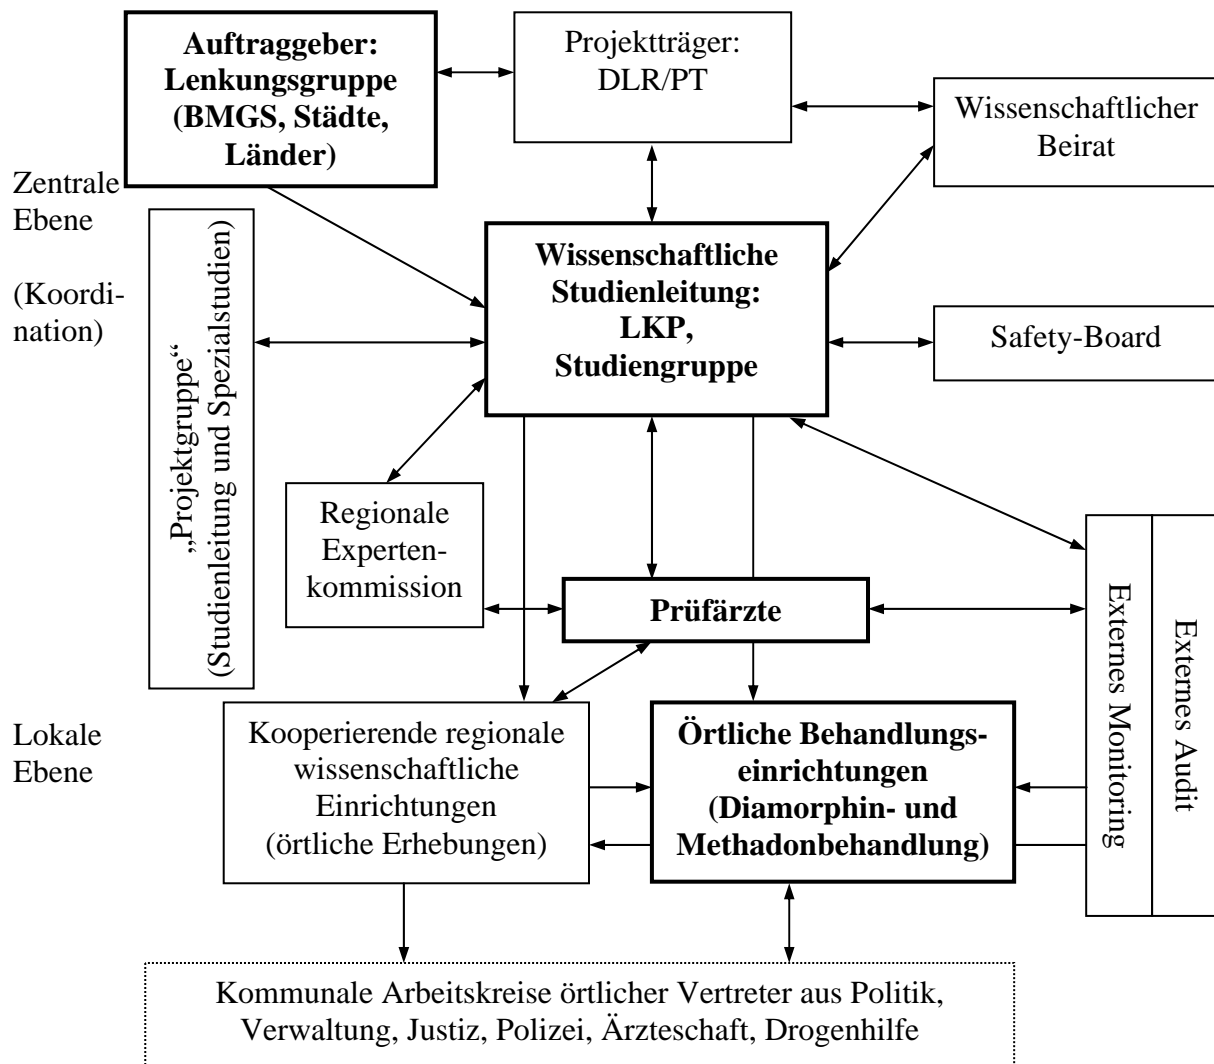 Auftraggeber:
Lenkungsgruppe
(BMGS, Städte,
Länder)
Projektträger:
DLR/PT
Wissenschaftlicher
Beirat
Zentrale
Ebene
(Koordi-
nation)
„Projektgruppe“
(Studienleitung und Spezialstudien)
Wissenschaftliche
Studienleitung:
LKP,
Studiengruppe
Safety-Board
Regionale
Experten-
kommission
Prüfärzte
Externes Monitoring
Externes Audit
Lokale
Ebene
Kooperierende regionale
wissenschaftliche
Einrichtungen
(örtliche Erhebungen)
Örtliche Behandlungs-
einrichtungen
(Diamorphin- und
Methadonbehandlung)
Kommunale Arbeitskreise örtlicher Vertreter aus Politik,
Verwaltung, Justiz, Polizei, Ärzteschaft, Drogenhilfe